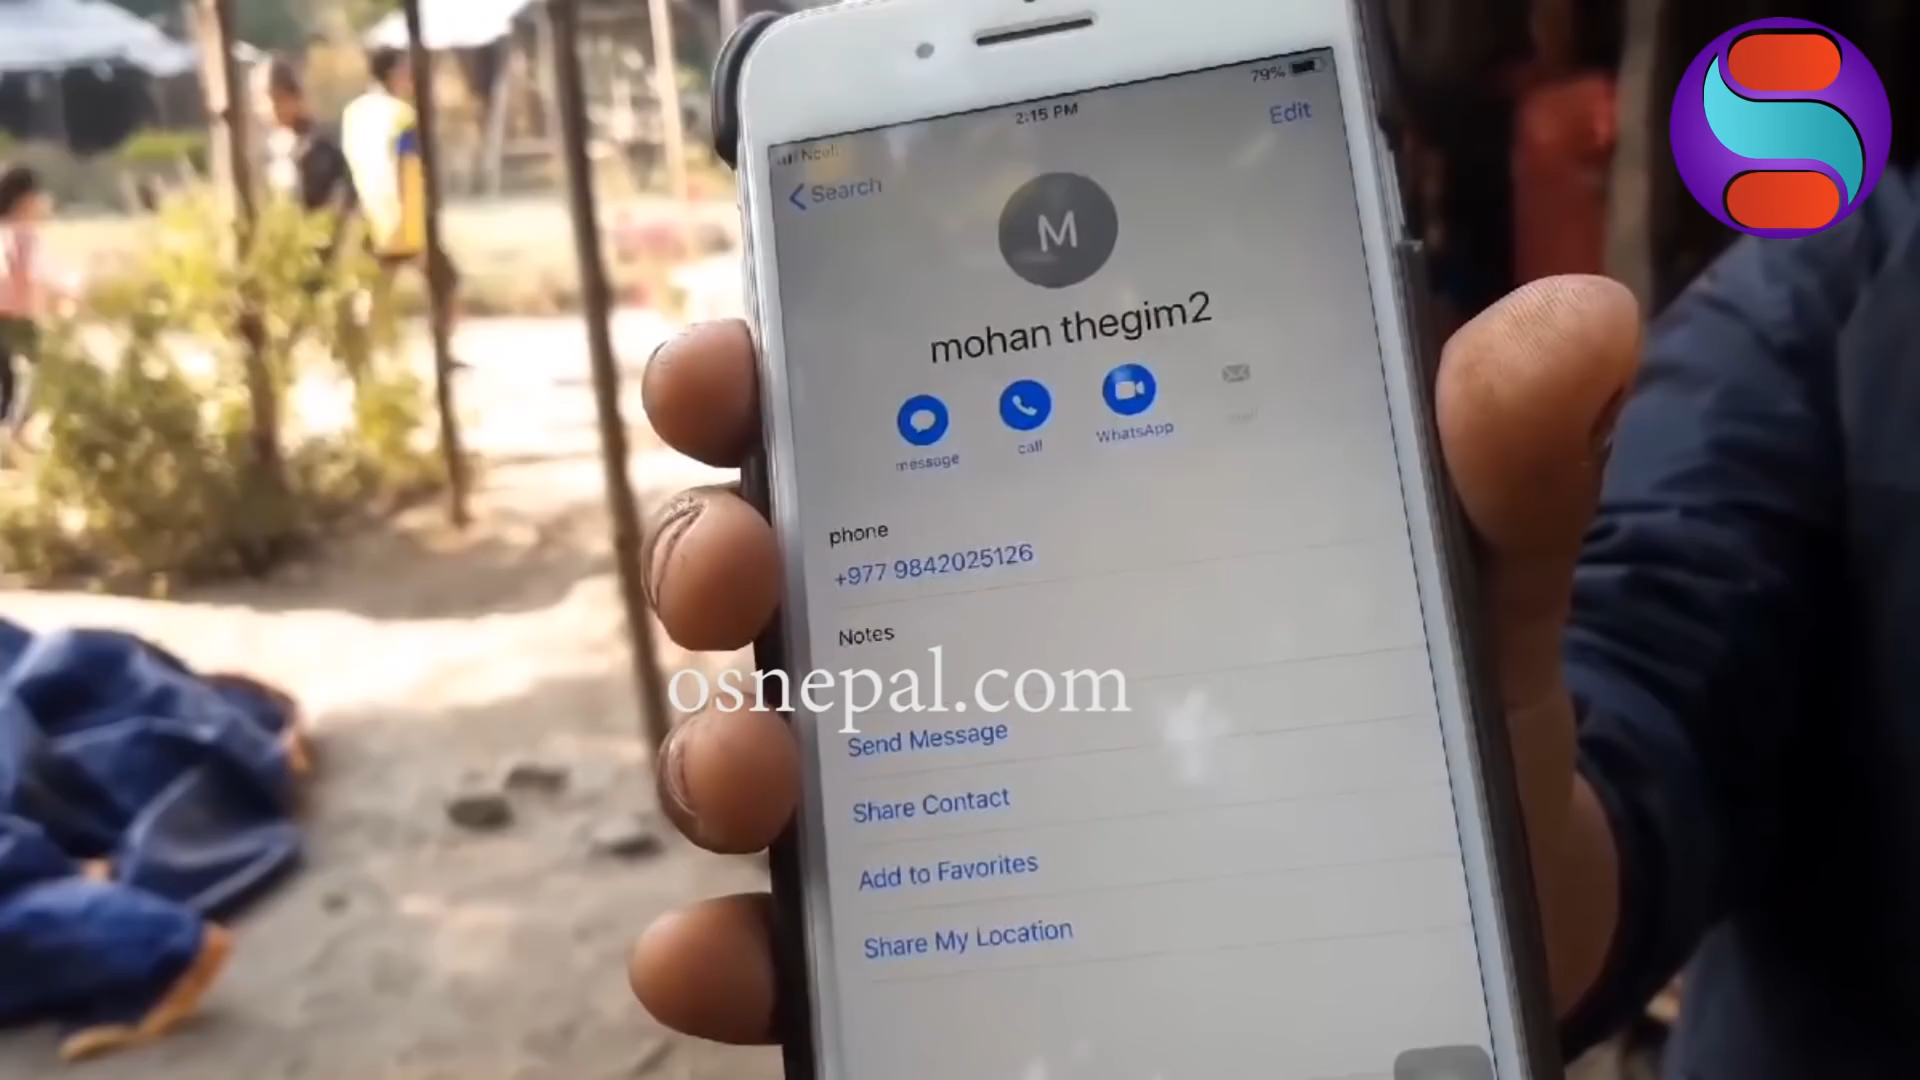 79%
2:15 PM
Ncell
Search
Edit
M
mohan thegim2
message
call
WhatsApp
mail
phone
+977 9842025126
Notes
osnepal.com
Send Message
Share Contact
Add to Favorites
Share My Location